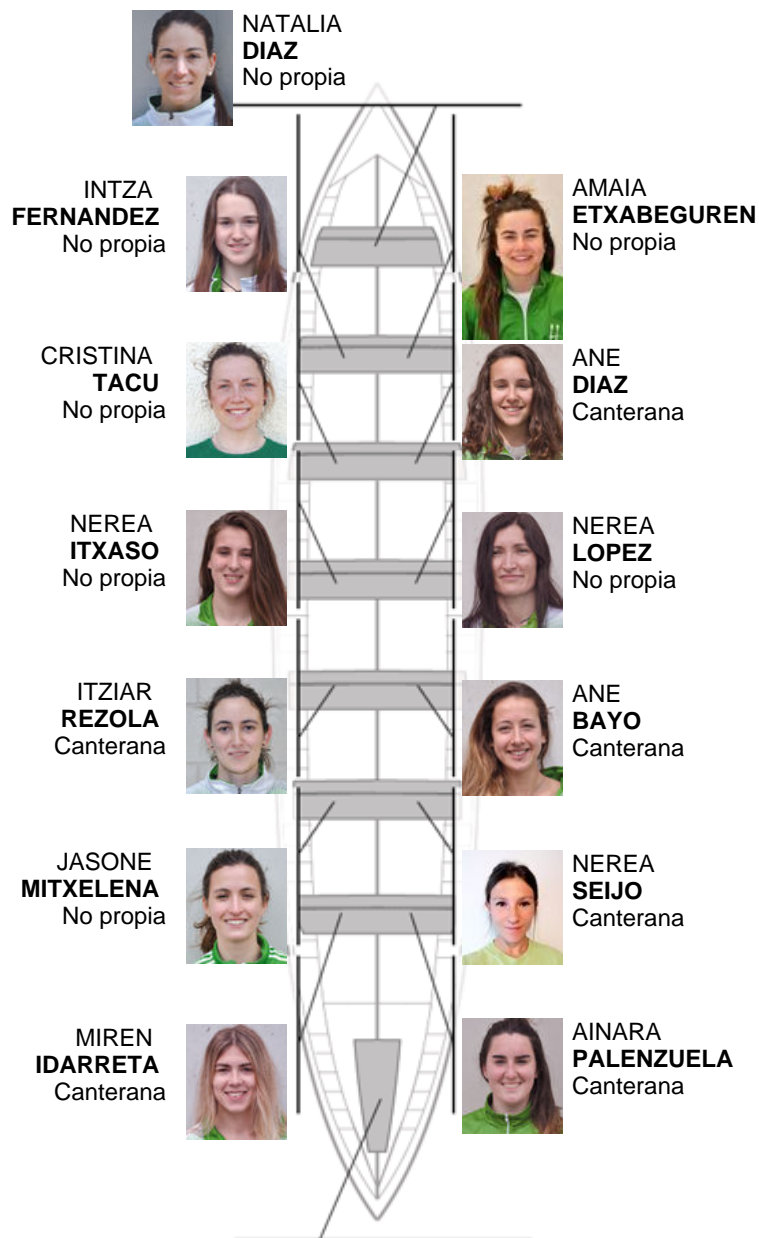 NATALIA
DIAZ
No propia
INTZA
FERNANDEZ
No propia
AMAIA
ETXABEGUREN
No propia
CRISTINA
TACU
No propia
ANE
DIAZ
Canterana
NEREA
ITXASO
No propia
NEREA
LOPEZ
No propia
ITZIAR
REZOLA
Canterana
ANE
BAYO
Canterana
JASONE
MITXELENA
No propia
NEREA
SEIJO
Canterana
MIREN
IDARRETA
Canterana
AINARA
PALENZUELA
Canterana